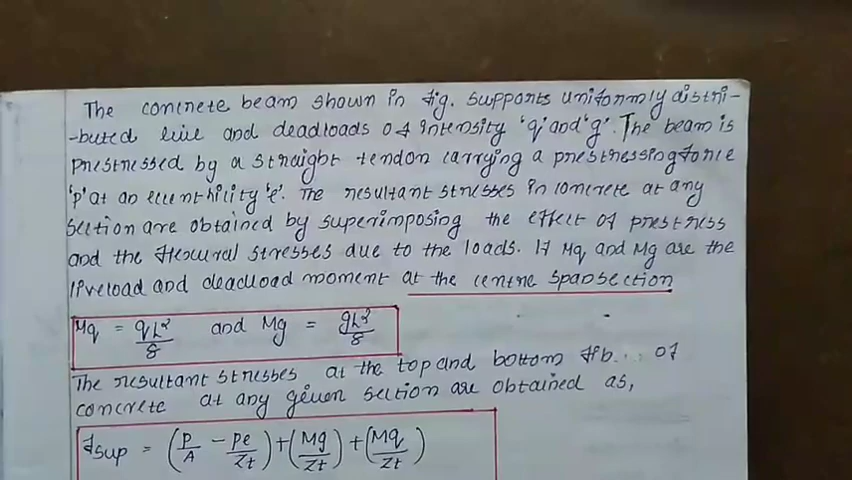 The concrete beam shown in fig. supports uniformly distri-
-buted live and deadloads of intensity 'q' and 'g'. The beam is
prestressed by a straight tendon carrying a prestressing force
'p' at an eccentricity 'e'. The resultant stresses in concrete at any
section are obtained by superimposing the effect of prestress
and the flexural stresses due to the loads. If Mq and Mg are the
liveload and deadload moment at the centre span section
Mq = qL²/8 and Mg = gL²/8
The resultant stresses at the top and bottom fib... of
concrete at any given section are obtained as,
fsup = (P/A - Pe/Zt) + (Mg/Zt) + (Mq/Zt)